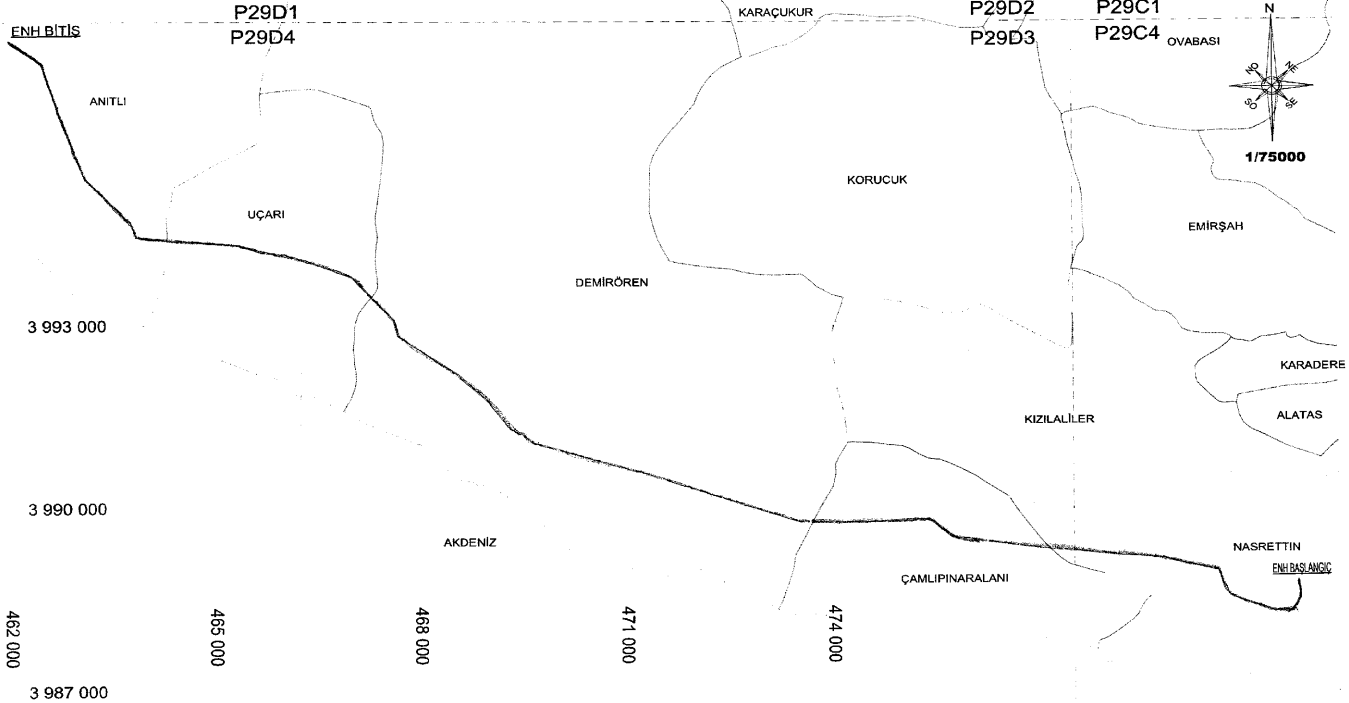 P29D1
KARAÇUKUR
P29D2
P29C1
N
ENH BİTİŞ
P29D4
P29D3
P29C4
OVABASI
NO
NE
SO
SE
ANITLI
1/75000
KORUCUK
UÇARI
EMİRŞAH
DEMİRÖREN
3 993 000
KARADERE
ALATAS
KIZILALİLER
3 990 000
AKDENİZ
NASRETTIN
ENH BAŞLANGIÇ
ÇAMLIPINARALANI
462 000
465 000
468 000
471 000
474 000
3 987 000